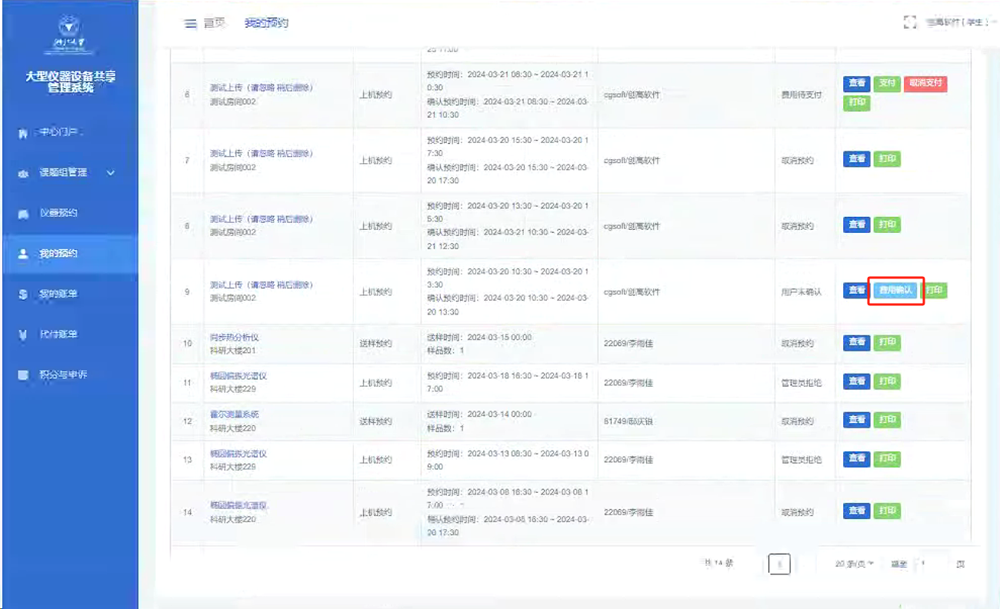 首页 我的预约
创高软件 ( 学生 )
大型仪器设备共享
管理系统
中心门户
课题组管理
仪器预约
我的预约
我的账单
代付账单
积分与申诉
6
测试上传（请忽略 稍后删除）
测试房间002
上机预约
预约时间：2024-03-21 08:30 ~ 2024-03-21 1
0:30
确认预约时间：2024-03-21 08:30 ~ 2024-03-
21 10:30
cgsoft/创高软件
费用待支付
查看 支付 取消支付
打印
7
测试上传（请忽略 稍后删除）
测试房间002
上机预约
预约时间：2024-03-20 15:30 ~ 2024-03-20 1
7:30
确认预约时间：2024-03-20 15:30 ~ 2024-03-
20 17:30
cgsoft/创高软件
取消预约
查看 打印
8
测试上传（请忽略 稍后删除）
测试房间002
上机预约
预约时间：2024-03-20 13:30 ~ 2024-03-20 1
5:30
确认预约时间：2024-03-21 10:30 ~ 2024-03-
21 12:30
cgsoft/创高软件
取消预约
查看 打印
9
测试上传（请忽略 稍后删除）
测试房间002
上机预约
预约时间：2024-03-20 10:30 ~ 2024-03-20 1
3:30
确认预约时间：2024-03-20 10:30 ~ 2024-03-
20 13:30
cgsoft/创高软件
用户未确认
查看 费用确认 打印
10
同步热分析仪
科研大楼201
送样预约
送样时间：2024-03-15 00:00
样品数：1
22069/李雨佳
取消预约
查看 打印
11
椭圆偏振光谱仪
科研大楼229
上机预约
预约时间：2024-03-18 16:30 ~ 2024-03-18 1
7:00
22069/李雨佳
管理员拒绝
查看 打印
12
霍尔测量系统
科研大楼220
送样预约
送样时间：2024-03-14 00:00
样品数：1
取消预约
查看 打印
13
椭圆偏振光谱仪
科研大楼229
上机预约
预约时间：2024-03-13 08:30 ~ 2024-03-13 0
9:00
22069/李雨佳
管理员拒绝
查看 打印
14
椭圆偏振光谱仪
科研大楼220
上机预约
预约时间：2024-03-08 16:30 ~ 2024-03-08 1
7:00
确认预约时间：2024-03-08 16:30 ~ 2024-03-
20 17:30
22069/李雨佳
取消预约
查看 打印
共 14 条 1 20 条/页 跳至 1 页